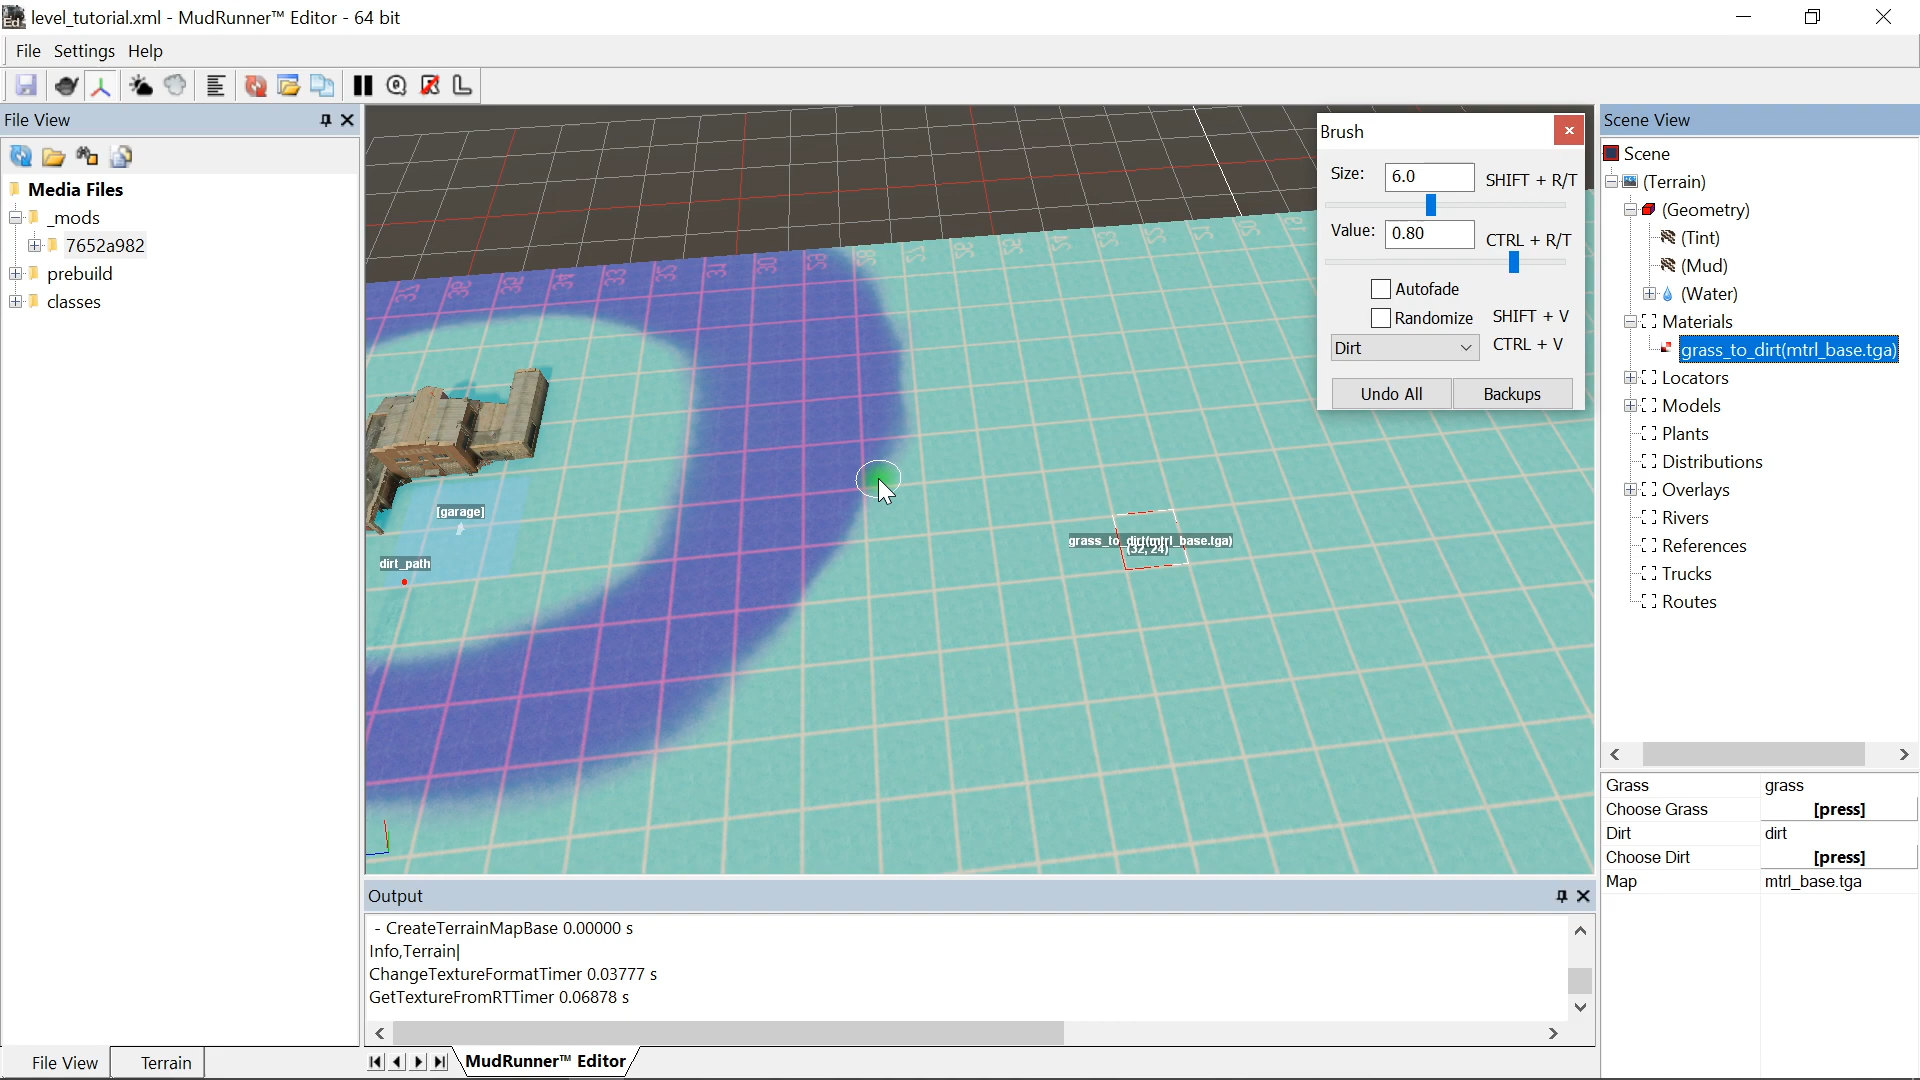 level_tutorial.xml - MudRunner™ Editor - 64 bit
File Settings Help
File View
Media Files
_mods
7652a982
prebuild
classes
File View Terrain
[garage]
dirt_path
grass_to_dirt(mtrl_base.tga)
(32, 24)
Brush
Size: 6.0 SHIFT + R/T
Value: 0.80 CTRL + R/T
Autofade
Randomize SHIFT + V
Dirt CTRL + V
Undo All Backups
Output
- CreateTerrainMapBase 0.00000 s
Info,Terrain|
ChangeTextureFormatTimer 0.03777 s
GetTextureFromRTTimer 0.06878 s
MudRunner™ Editor
Scene View
Scene
(Terrain)
(Geometry)
(Tint)
(Mud)
(Water)
Materials
grass_to_dirt(mtrl_base.tga)
Locators
Models
Plants
Distributions
Overlays
Rivers
References
Trucks
Routes
Grass grass
Choose Grass [press]
Dirt dirt
Choose Dirt [press]
Map mtrl_base.tga